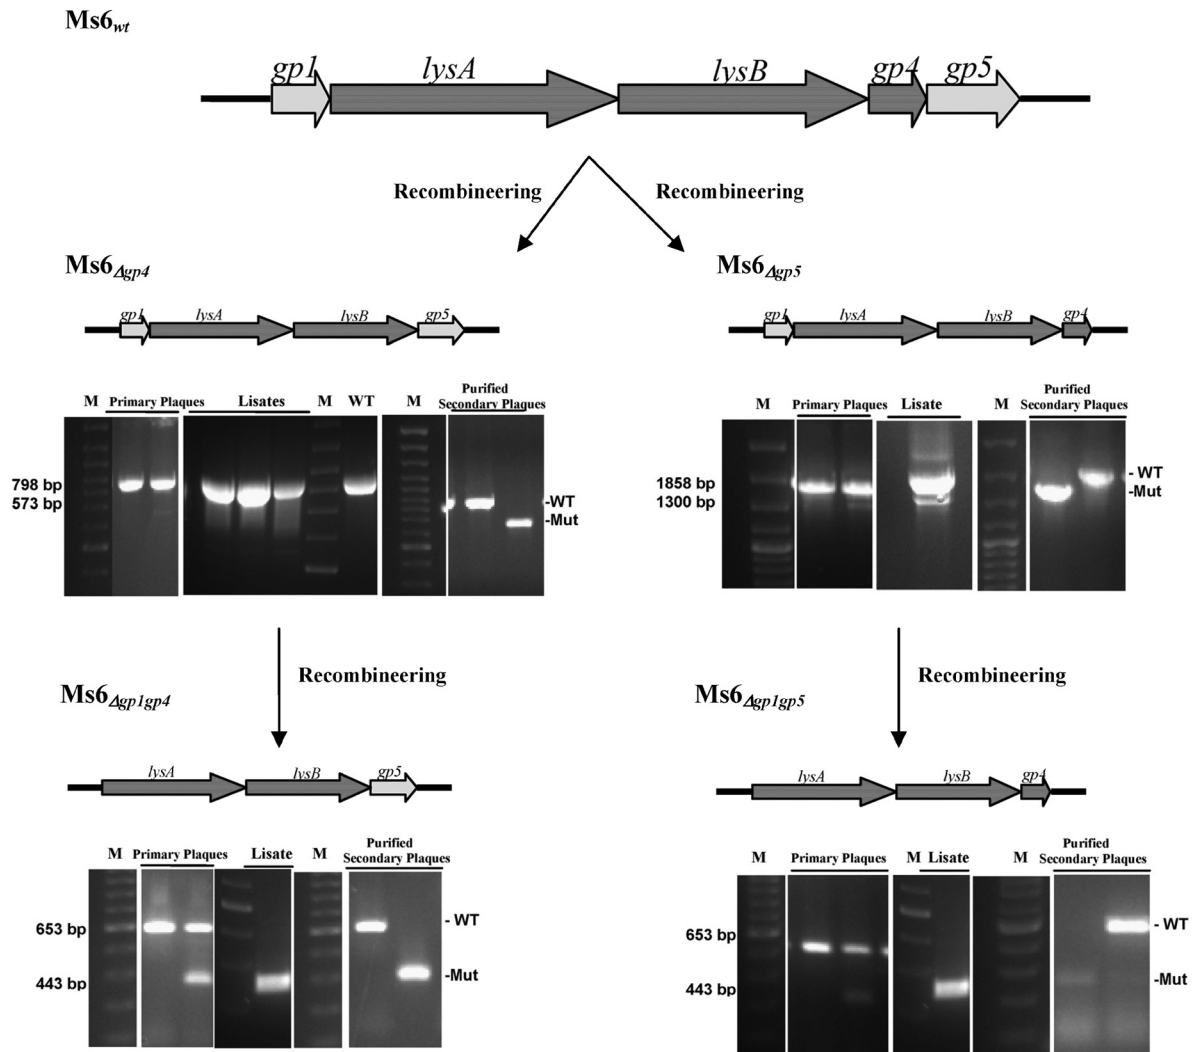 Ms6wt
gp1 lysA lysB gp4 gp5
Recombineering Recombineering
Ms6Δgp4
gp1 lysA lysB gp5
M Primary Plaques Lisates M WT Purified Secondary Plaques
798 bp
573 bp
-WT
-Mut
Ms6Δgp5
gp1 lysA lysB gp4
M Primary Plaques Lisate M Purified Secondary Plaques
1858 bp
1300 bp
- WT
-Mut
Recombineering
Ms6Δgp1gp4
lysA lysB gp5
M Primary Plaques Lisate M Purified Secondary Plaques
653 bp
443 bp
- WT
-Mut
Recombineering
Ms6Δgp1gp5
lysA lysB gp4
M Primary Plaques M Lisate M Purified Secondary Plaques
653 bp
443 bp
- WT
-Mut